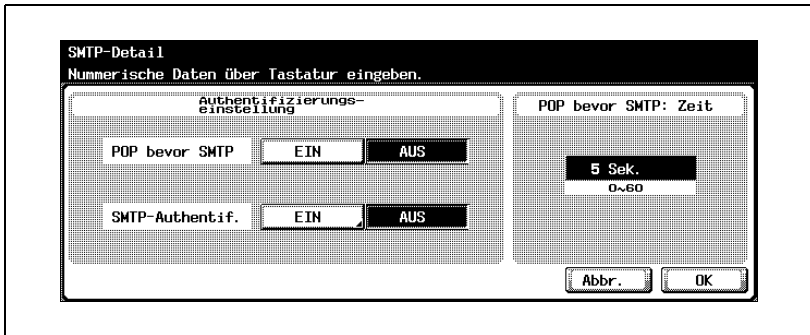 SMTP-Detail
Nummerische Daten über Tastatur eingeben.
Authentifizierungs-
einstellung
POP bevor SMTP: Zeit
POP bevor SMTP EIN AUS
5 Sek.
0~60
SMTP-Authentif. EIN AUS
Abbr. OK